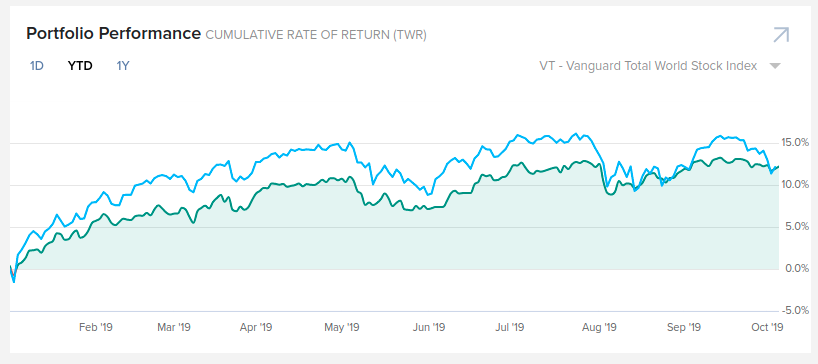 Portfolio Performance CUMULATIVE RATE OF RETURN (TWR)
1D YTD 1Y VT - Vanguard Total World Stock Index
15.0%
10.0%
5.0%
0.0%
-5.0%
Feb '19 Mar '19 Apr '19 May '19 Jun '19 Jul '19 Aug '19 Sep '19 Oct '19